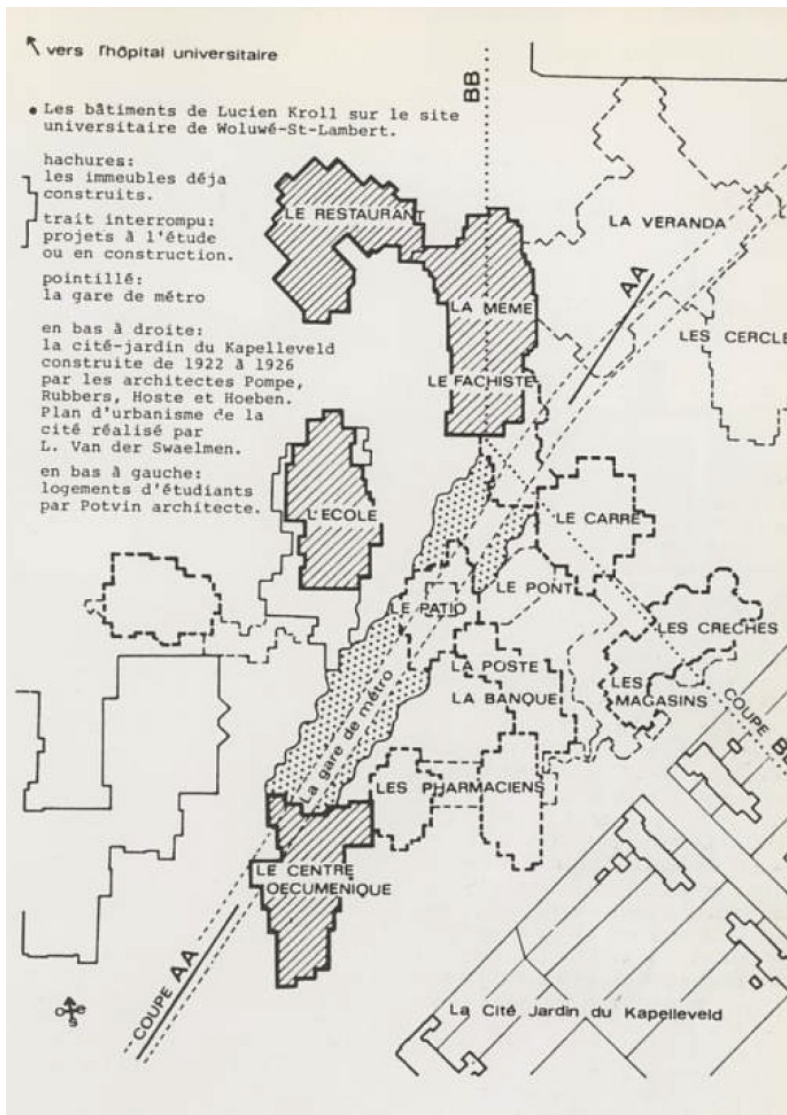 vers l'hôpital universitaire
BB
• Les bâtiments de Lucien Kroll sur le site
universitaire de Woluwé-St-Lambert.
hachures:
les immeubles déja
construits.
trait interrompu:
projets à l'étude
ou en construction.
pointillé:
la gare de métro
en bas à droite:
la cité-jardin du Kapelleveld
construite de 1922 à 1926
par les architectes Pompe,
Rubbers, Hoste et Hoeben.
Plan d'urbanisme de la
cité réalisé par
L. Van der Swaelmen.
en bas à gauche:
logements d'étudiants
par Potvin architecte.
LE RESTAURANT
LA VERANDA
AA
LA MEME
LES CERCLE
LE FACHISTE
L'ECOLE
LE CARRE
LE PONT
LE PATIO
LES CRECHES
LA POSTE
LES
MAGASINS
LA BANQUE
COUPE BB
La gare de métro
LES PHARMACIENS
LE CENTRE
OECUMENIQUE
COUPE AA
o e
s
La Cité Jardin du Kapelleveld